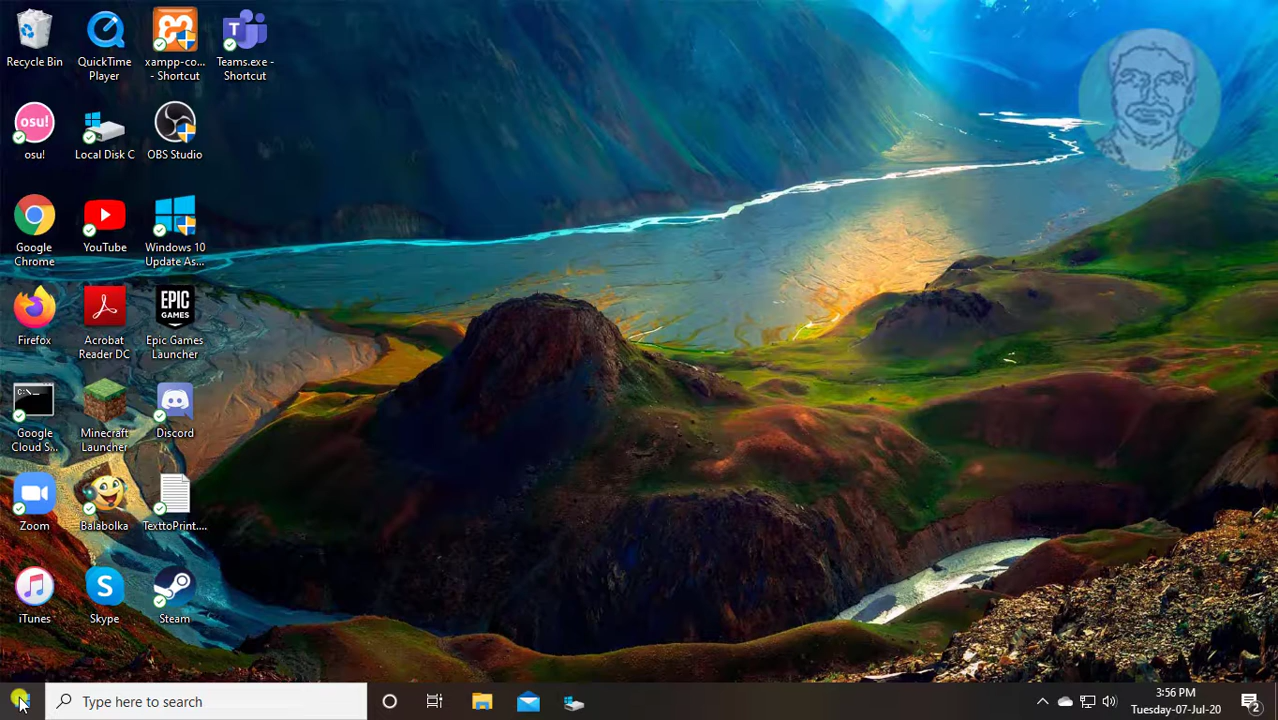 Recycle Bin
QuickTime
Player
xampp-co...
- Shortcut
Teams.exe -
Shortcut
osu!
osu!
Local Disk C
OBS Studio
Google
Chrome
YouTube
Windows 10
Update As...
Firefox
Acrobat
Reader DC
EPIC
GAMES
Epic Games
Launcher
C:\_
Google
Cloud S...
Minecraft
Launcher
Discord
Zoom
Balabolka
TexttoPrint....
iTunes
Skype
Steam
Type here to search
3:56 PM
Tuesday-07-Jul-20
2